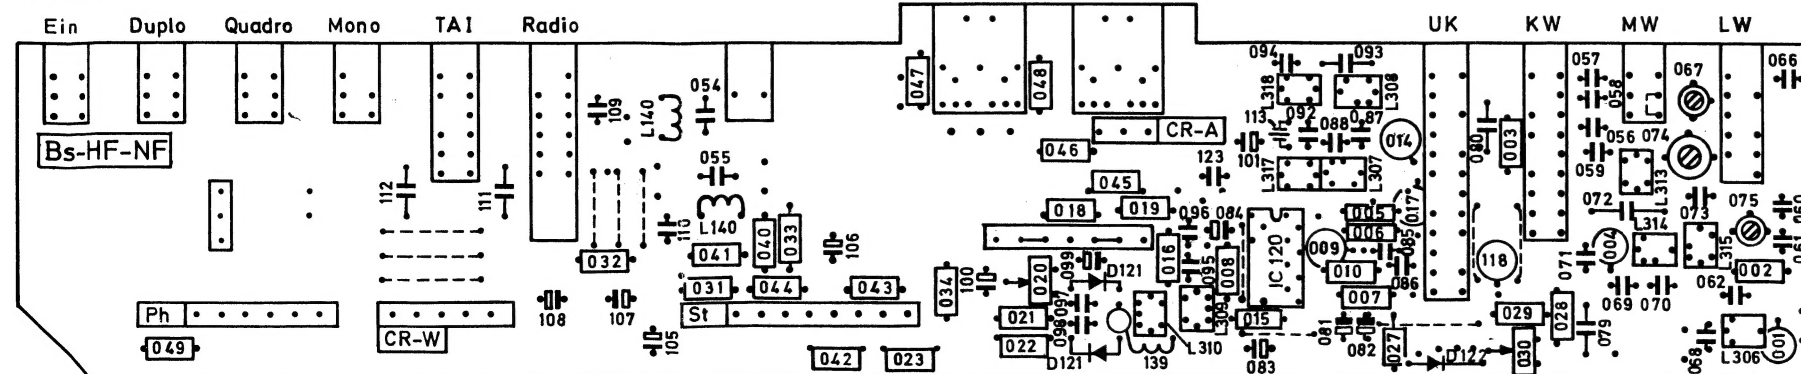 Ein Duplo Quadro Mono TAI Radio UK KW MW LW
094 093 057 066
047 048 L318 L308 058 067
109 L140 054
113 092 088 087 014 080 003 056 074
Bs-HF-NF CR-A
046 101 059
055 123 L317 L307 L313
112 111 045 072 073 075 060
018 019 096 084 005 017
110 L140 040 033 106 006 085 004 L314 061
041 016 009
032 099 D121 095 008 IC 120 010 118 071 L315 002
031 044 043 034 100 020 086 062
007 069 070
Ph 108 107 St 021 097 L309 015 029 028
098 081 079
CR-W 105 022 082 027 068
049 042 023 D121 139 L310 083 D122 030 L306 001